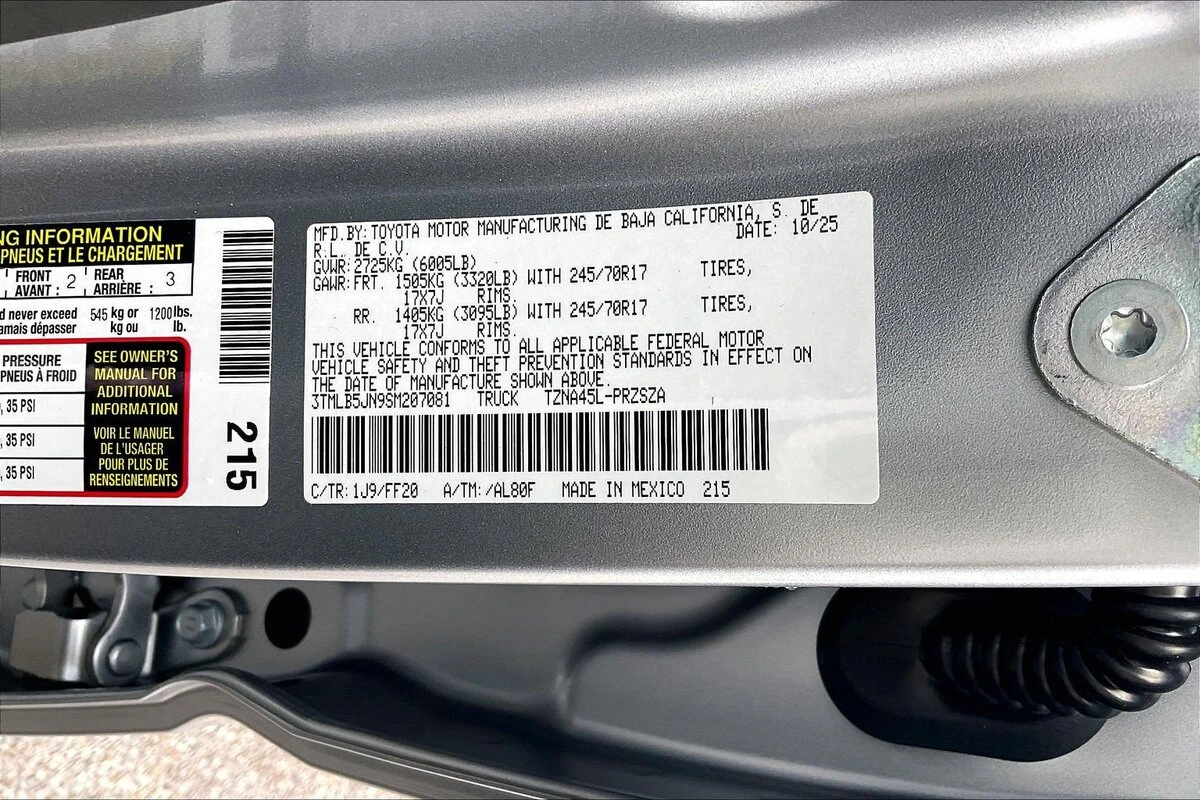 NG INFORMATION
PNEUS ET LE CHARGEMENT
FRONT AVANT : 2 REAR ARRIÈRE : 3
d never exceed 545 kg or 1200 lbs.
amais dépasser kg ou lb.
PRESSURE
PNEUS À FROID
, 35 PSI
, 35 PSI
, 35 PSI
SEE OWNER'S
MANUAL FOR
ADDITIONAL
INFORMATION
VOIR LE MANUEL
DE L'USAGER
POUR PLUS DE
RENSEIGNEMENTS
215
MFD.BY:TOYOTA MOTOR MANUFACTURING DE BAJA CALIFORNIA, S. DE
R.L. DE C.V. DATE: 10/25
GVWR:2725KG (6005LB)
GAWR:FRT. 1505KG (3320LB) WITH 245/70R17 TIRES,
17X7J RIMS.
RR. 1405KG (3095LB) WITH 245/70R17 TIRES,
17X7J RIMS.
THIS VEHICLE CONFORMS TO ALL APPLICABLE FEDERAL MOTOR
VEHICLE SAFETY AND THEFT PREVENTION STANDARDS IN EFFECT ON
THE DATE OF MANUFACTURE SHOWN ABOVE.
3TMLB5JN9SM207081 TRUCK TZNA45L-PRZSZA
C/TR:1J9/FF20 A/TM:/AL80F MADE IN MEXICO 215